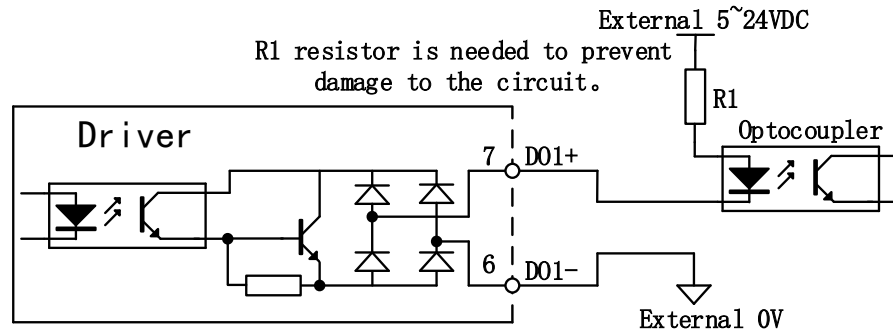 External 5~24VDC
R1 resistor is needed to prevent
damage to the circuit。
R1
Driver
Optocoupler
7 DO1+
6 DO1-
External 0V